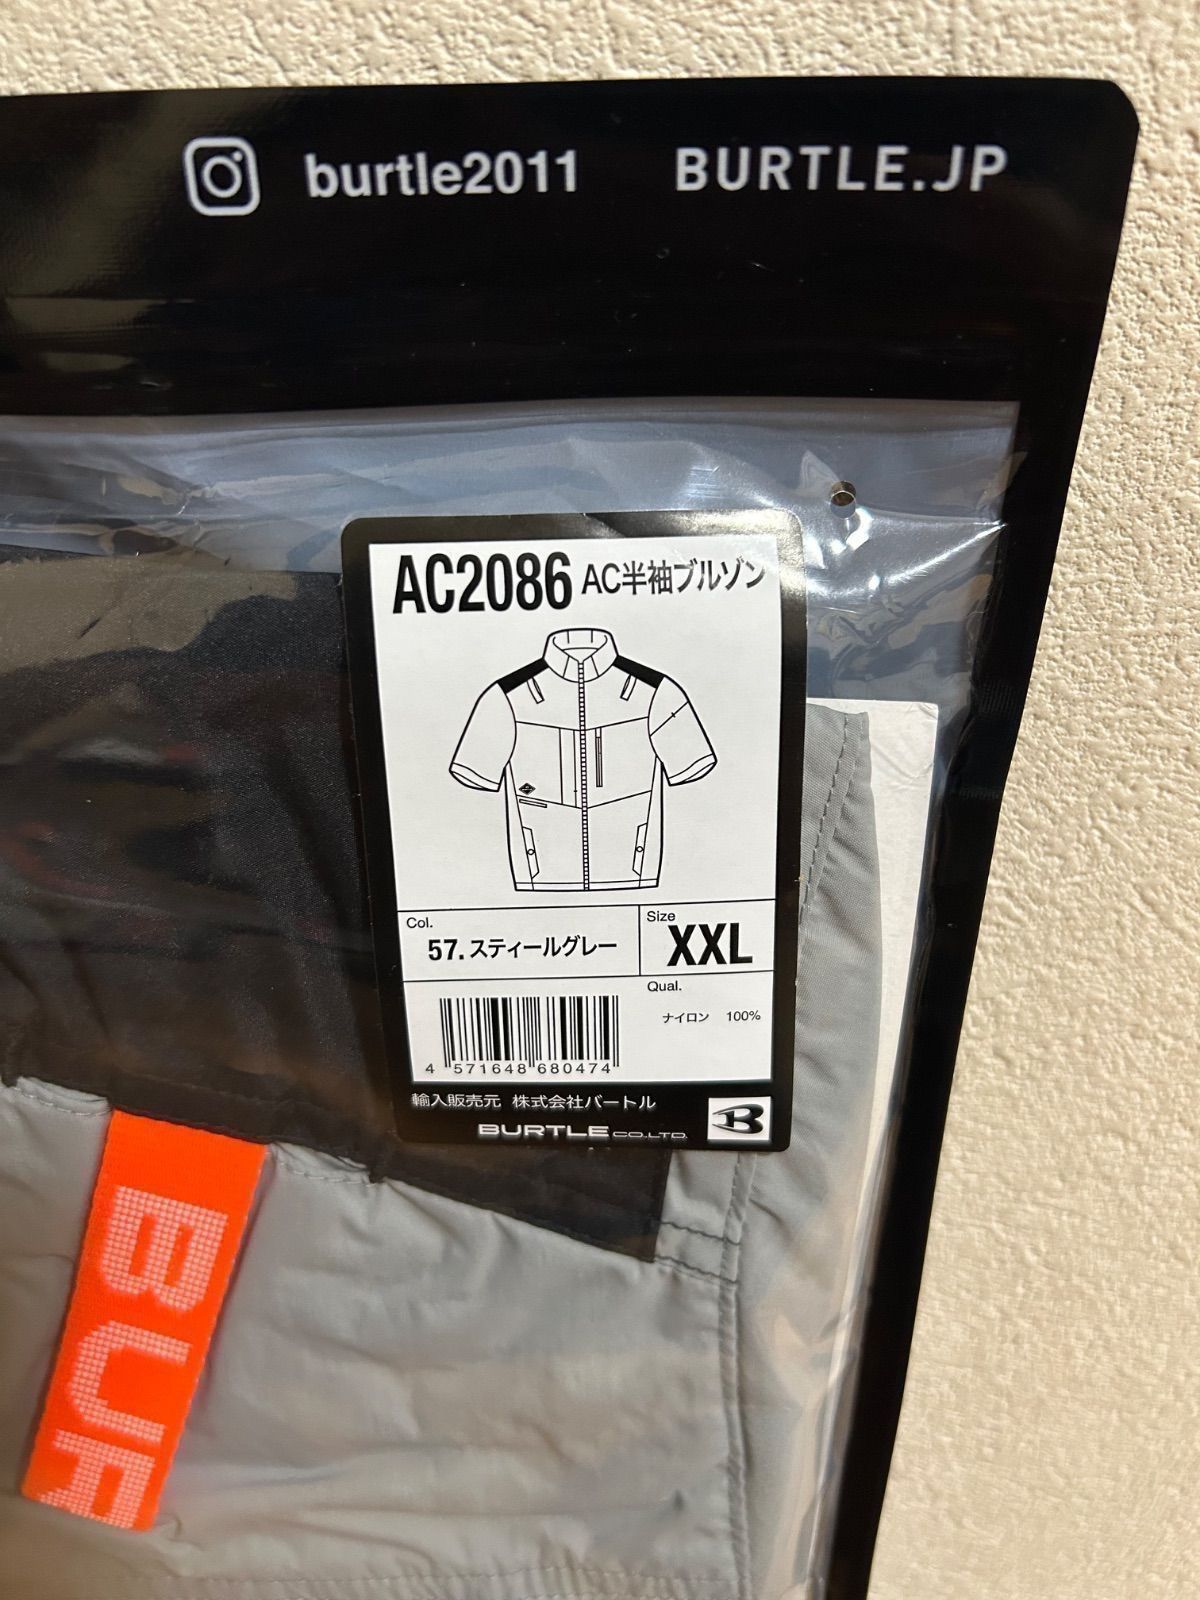 burtle2011 BURTLE.JP
AC2086 AC半袖ブルゾン
Col.
57.スティールグレー
Size
XXL
Qual.
ナイロン 100%
4 571648 680474
輸入販売元 株式会社バートル
BURTLE CO.LTD.
B
BUR